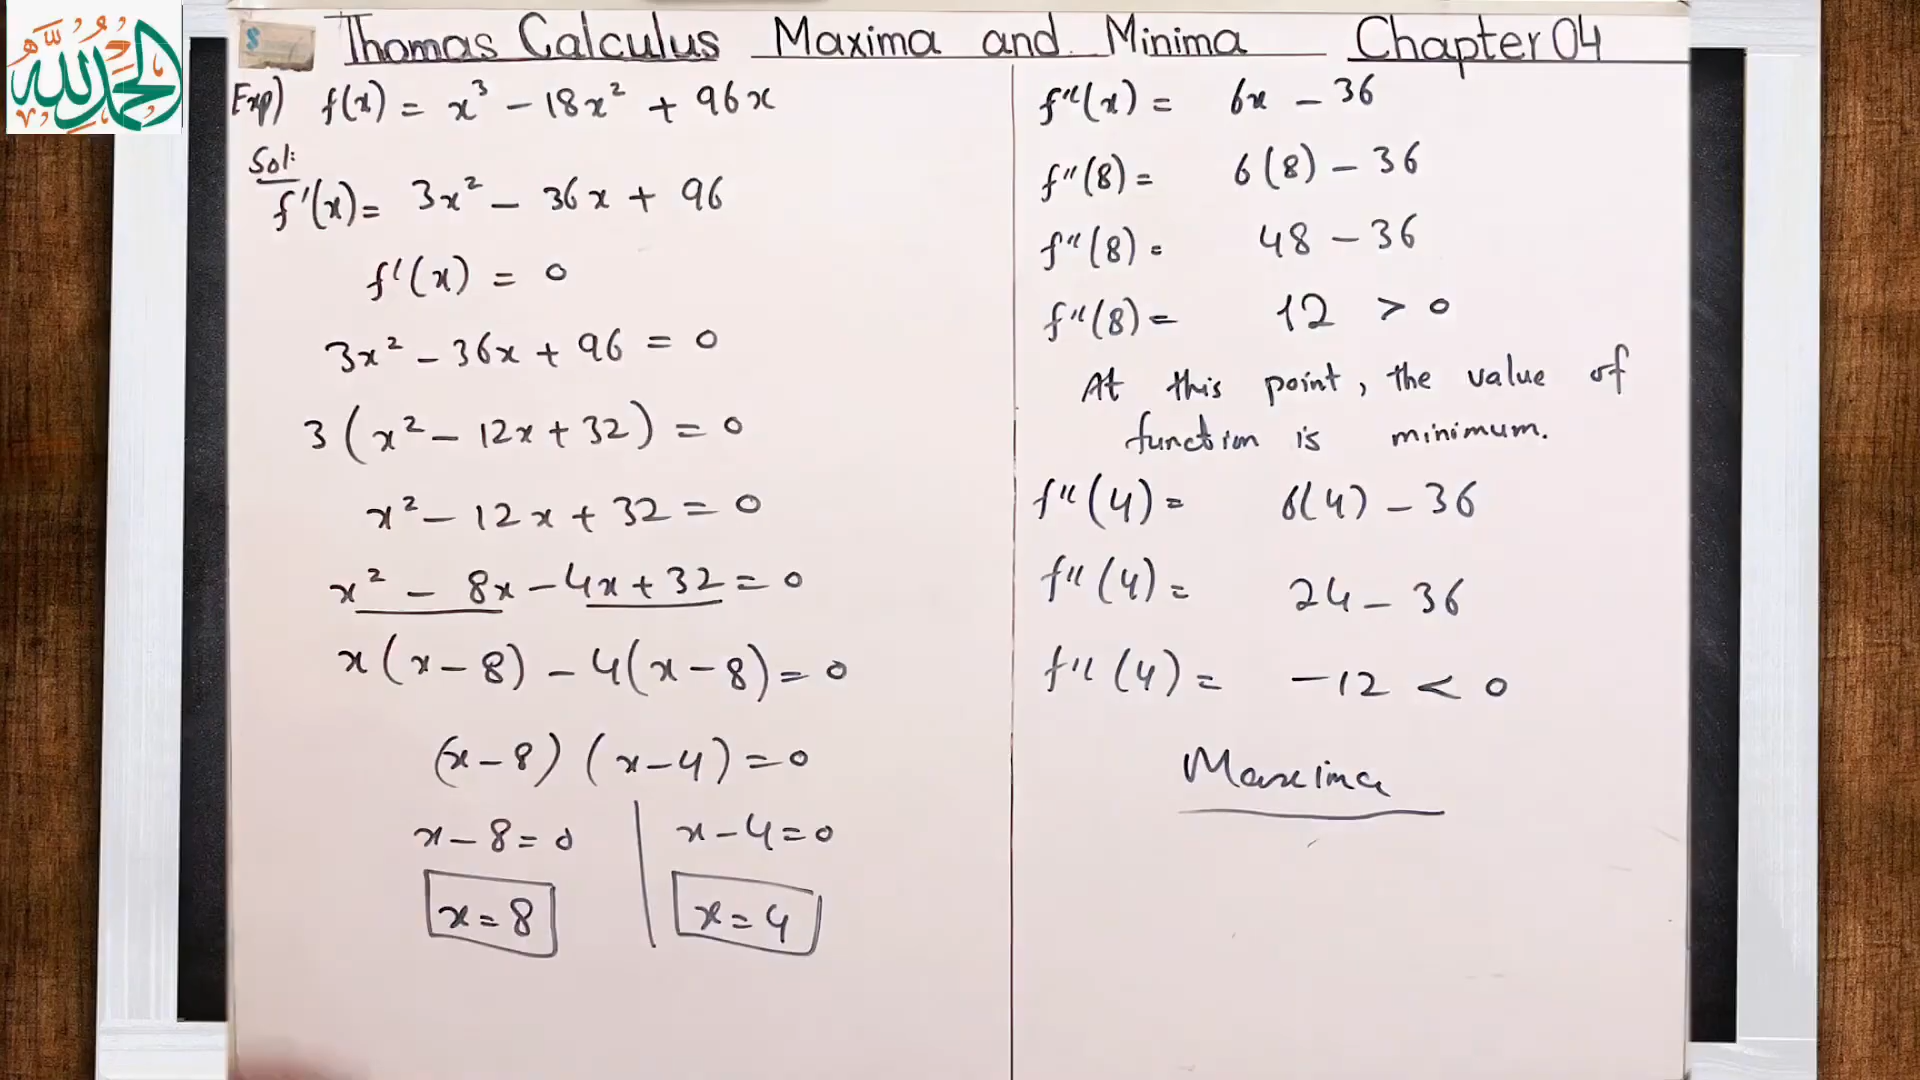 الحمد لله
Thomas Calculus Maxima and Minima Chapter 04
Exp) f(x) = x³ - 18x² + 96x
Sol:
f'(x) = 3x² - 36x + 96
f'(x) = 0
3x² - 36x + 96 = 0
3(x² - 12x + 32) = 0
x² - 12x + 32 = 0
x² - 8x - 4x + 32 = 0
x(x - 8) - 4(x - 8) = 0
(x - 8) (x - 4) = 0
x - 8 = 0 | x - 4 = 0
x = 8 | x = 4
f''(x) = 6x - 36
f''(8) = 6(8) - 36
f''(8) = 48 - 36
f''(8) = 12 > 0
At this point, the value of
function is minimum.
f''(4) = 6(4) - 36
f''(4) = 24 - 36
f''(4) = -12 < 0
Maxima